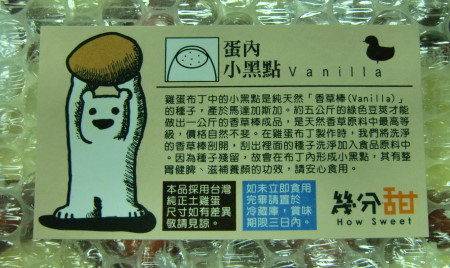 蛋內
小黑點 Vanilla
雞蛋布丁中的小黑點是純天然「香草棒(Vanilla)」
的種子，產於馬達加斯加。約五公斤的綠色豆莢才能
做出一公斤的香草棒成品，是天然香草原料中最高等
級，價格自然不斐。在雞蛋布丁製作時，我們將洗淨
的香草棒剖開，刮出裡面的種子洗淨加入食品原料中
。因為種子殘留，故會在布丁內形成小黑點，其有整
胃健脾、滋補養顏的功效，請安心食用。
本品採用台灣
純正土雞蛋
尺寸如有差異
敬請見諒。
如未立即食用
完畢請置於
冷藏庫，賞味
期限三日內。
幾分甜
How Sweet